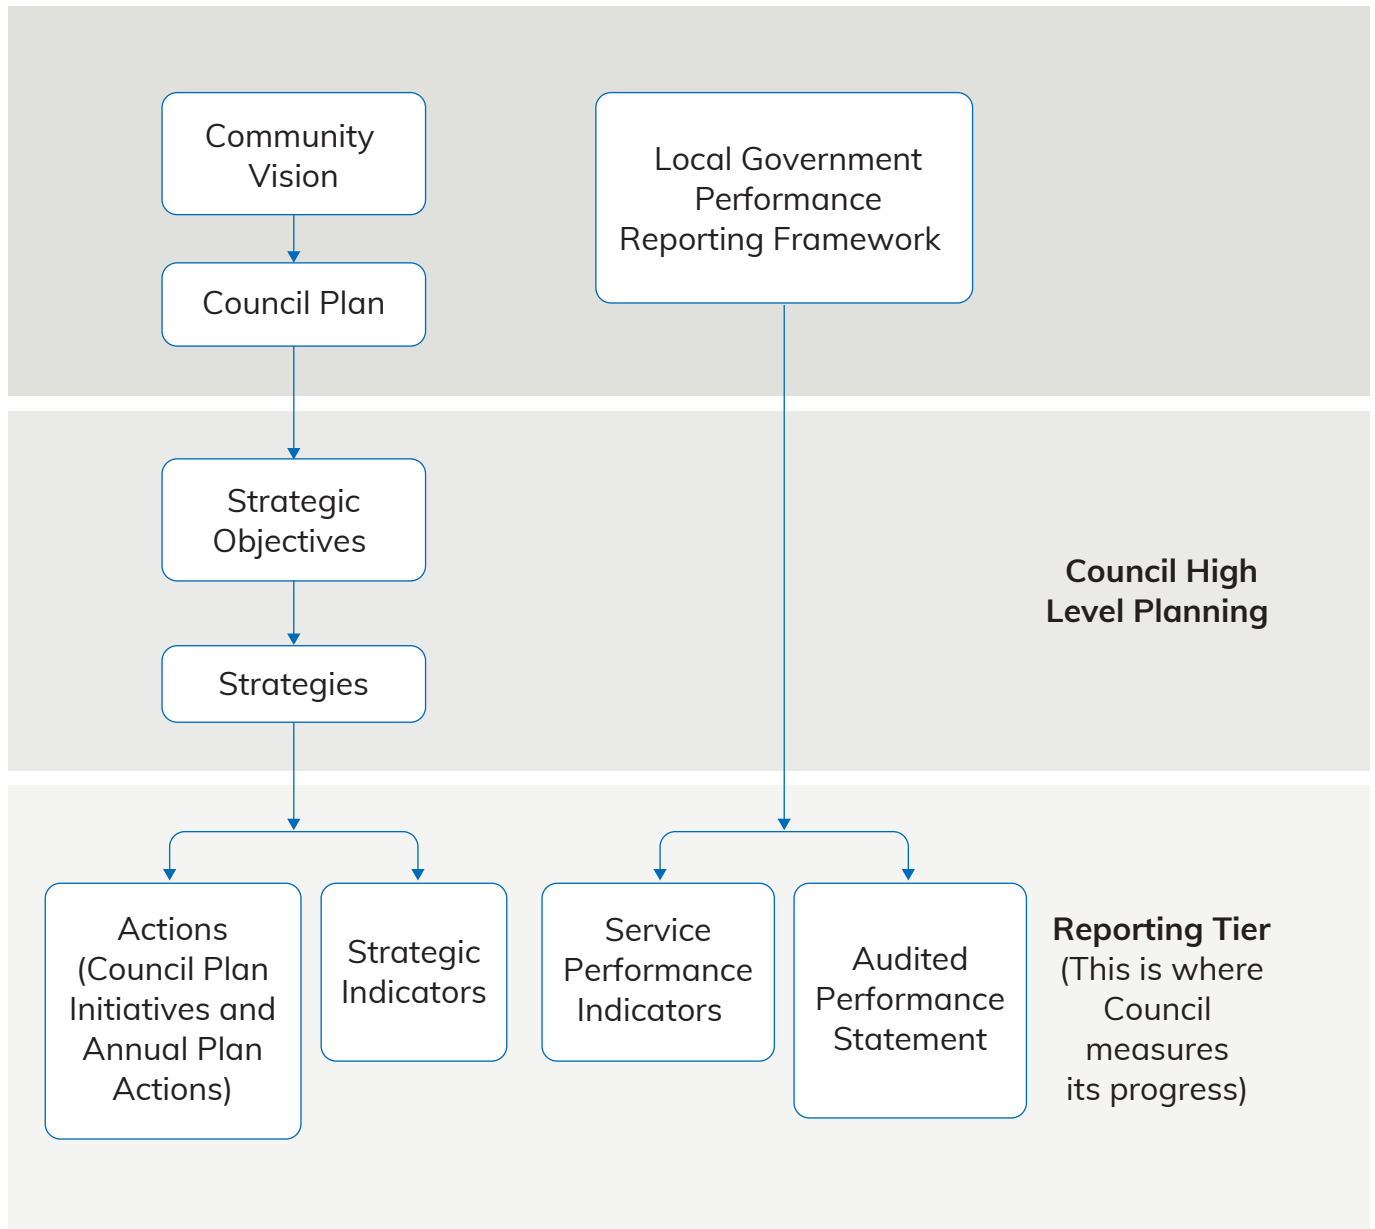 Community
Vision
Local Government
Performance
Reporting Framework
Council Plan
Strategic
Objectives
Council High
Level Planning
Strategies
Actions
(Council Plan
Initiatives and
Annual Plan
Actions)
Strategic
Indicators
Service
Performance
Indicators
Audited
Performance
Statement
Reporting Tier
(This is where
Council
measures
its progress)